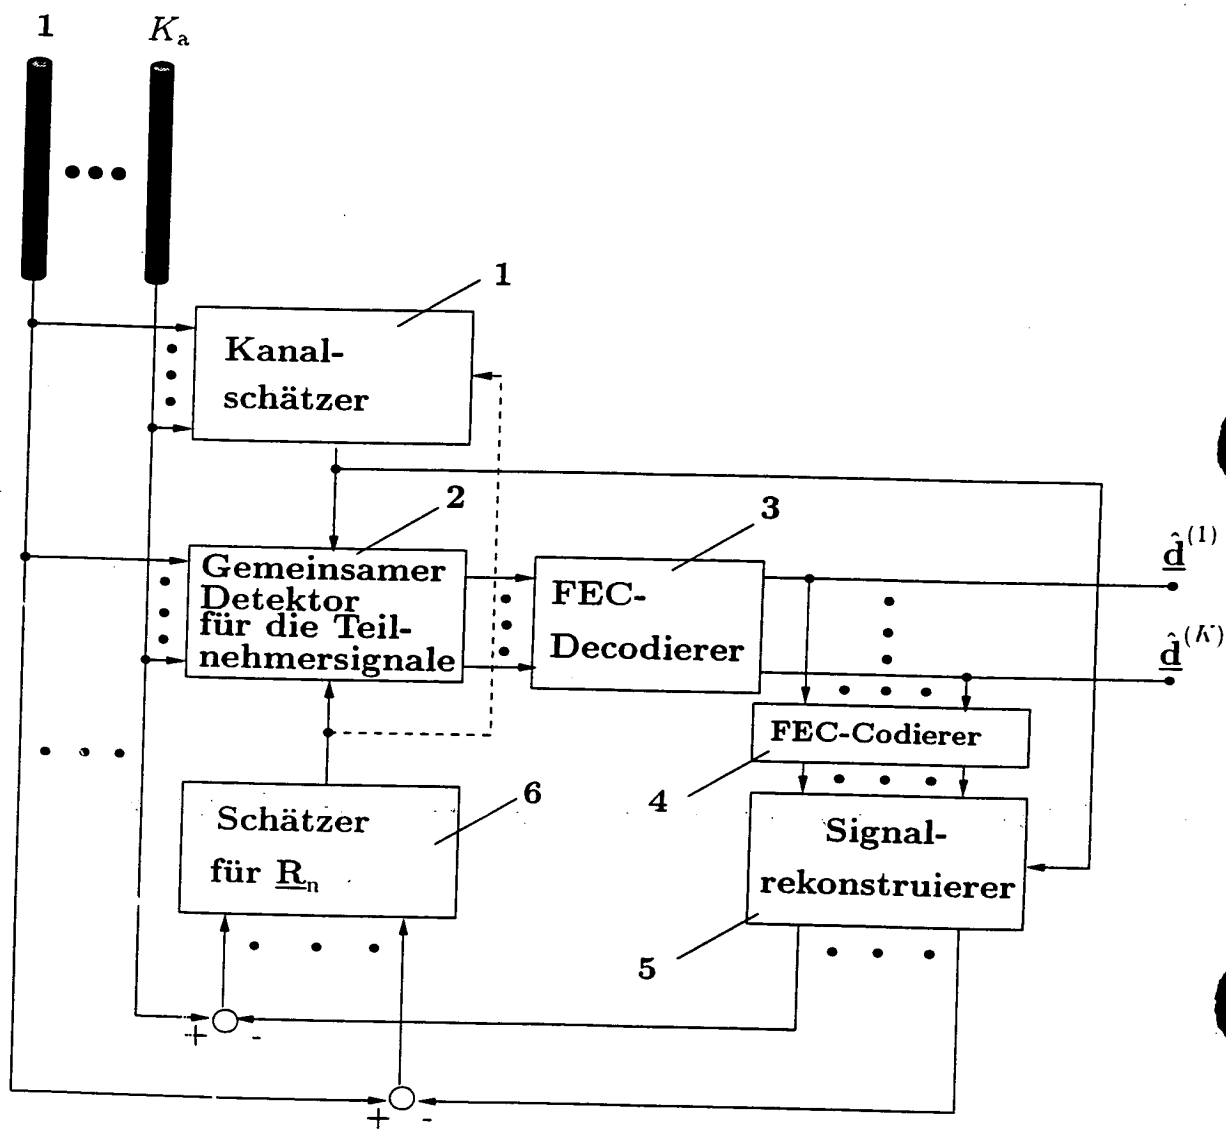 1
K_a
1
Kanal-
schätzer
2
3
Gemeinsamer
Detektor
für die Teil-
nehmersignale
FEC-
Decodierer
d̲̂^(1)
d̲̂^(K)
FEC-Codierer
4
6
Schätzer
für R̲_n
Signal-
rekonstruierer
5
+ -
+ -